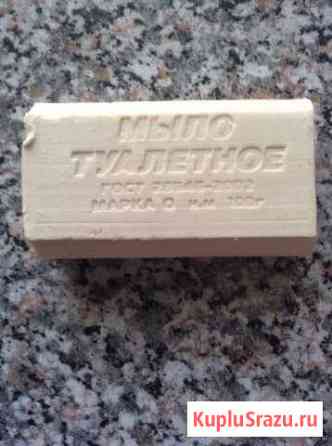 МЫЛО
ТУАЛЕТНОЕ
ГОСТ
МАРКА О н.м 100г
KupluSrazu.ru